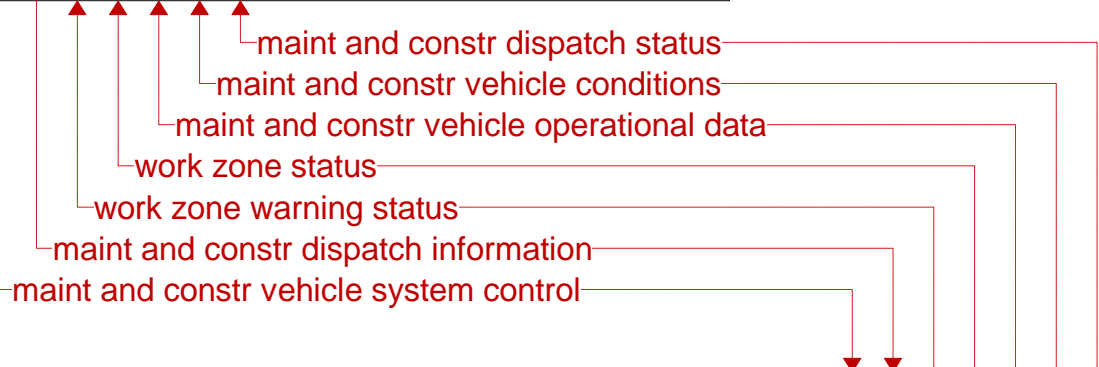 maint and constr dispatch status
maint and constr vehicle conditions
maint and constr vehicle operational data
work zone status
work zone warning status
maint and constr dispatch information
maint and constr vehicle system control